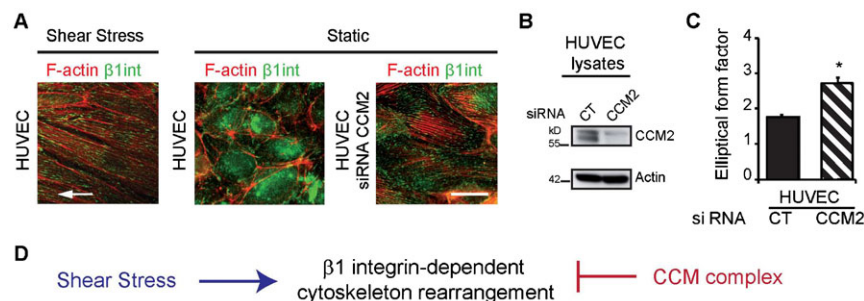 A
Shear Stress
Static
F-actin β1int
F-actin β1int
F-actin β1int
HUVEC
HUVEC
HUVEC
siRNA CCM2
B
HUVEC
lysates
siRNA
CT
CCM2
kD
55
CCM2
42
Actin
C
Elliptical form factor
4
3
2
1
0
*
HUVEC
si RNA CT CCM2
D
Shear Stress
β1 integrin-dependent
cytoskeleton rearrangement
CCM complex